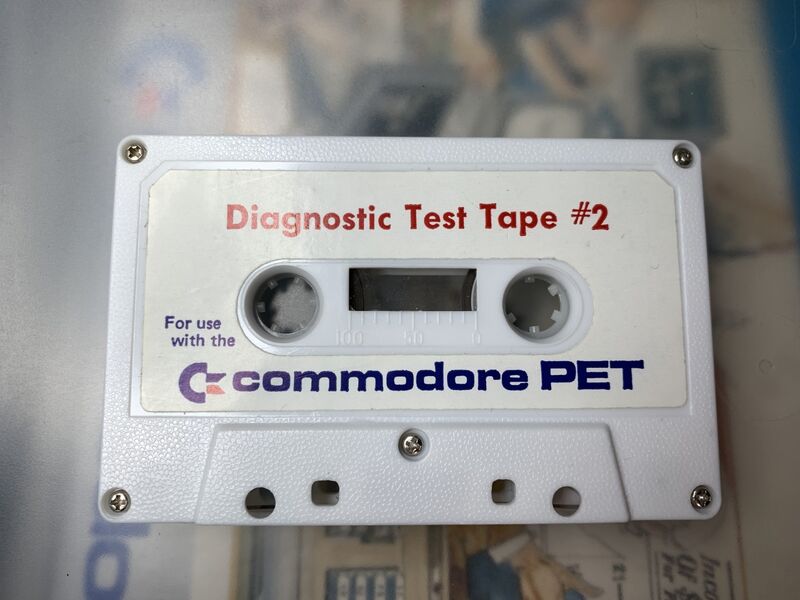 Diagnostic Test Tape #2
100 50 0
For use
with the
commodore PET